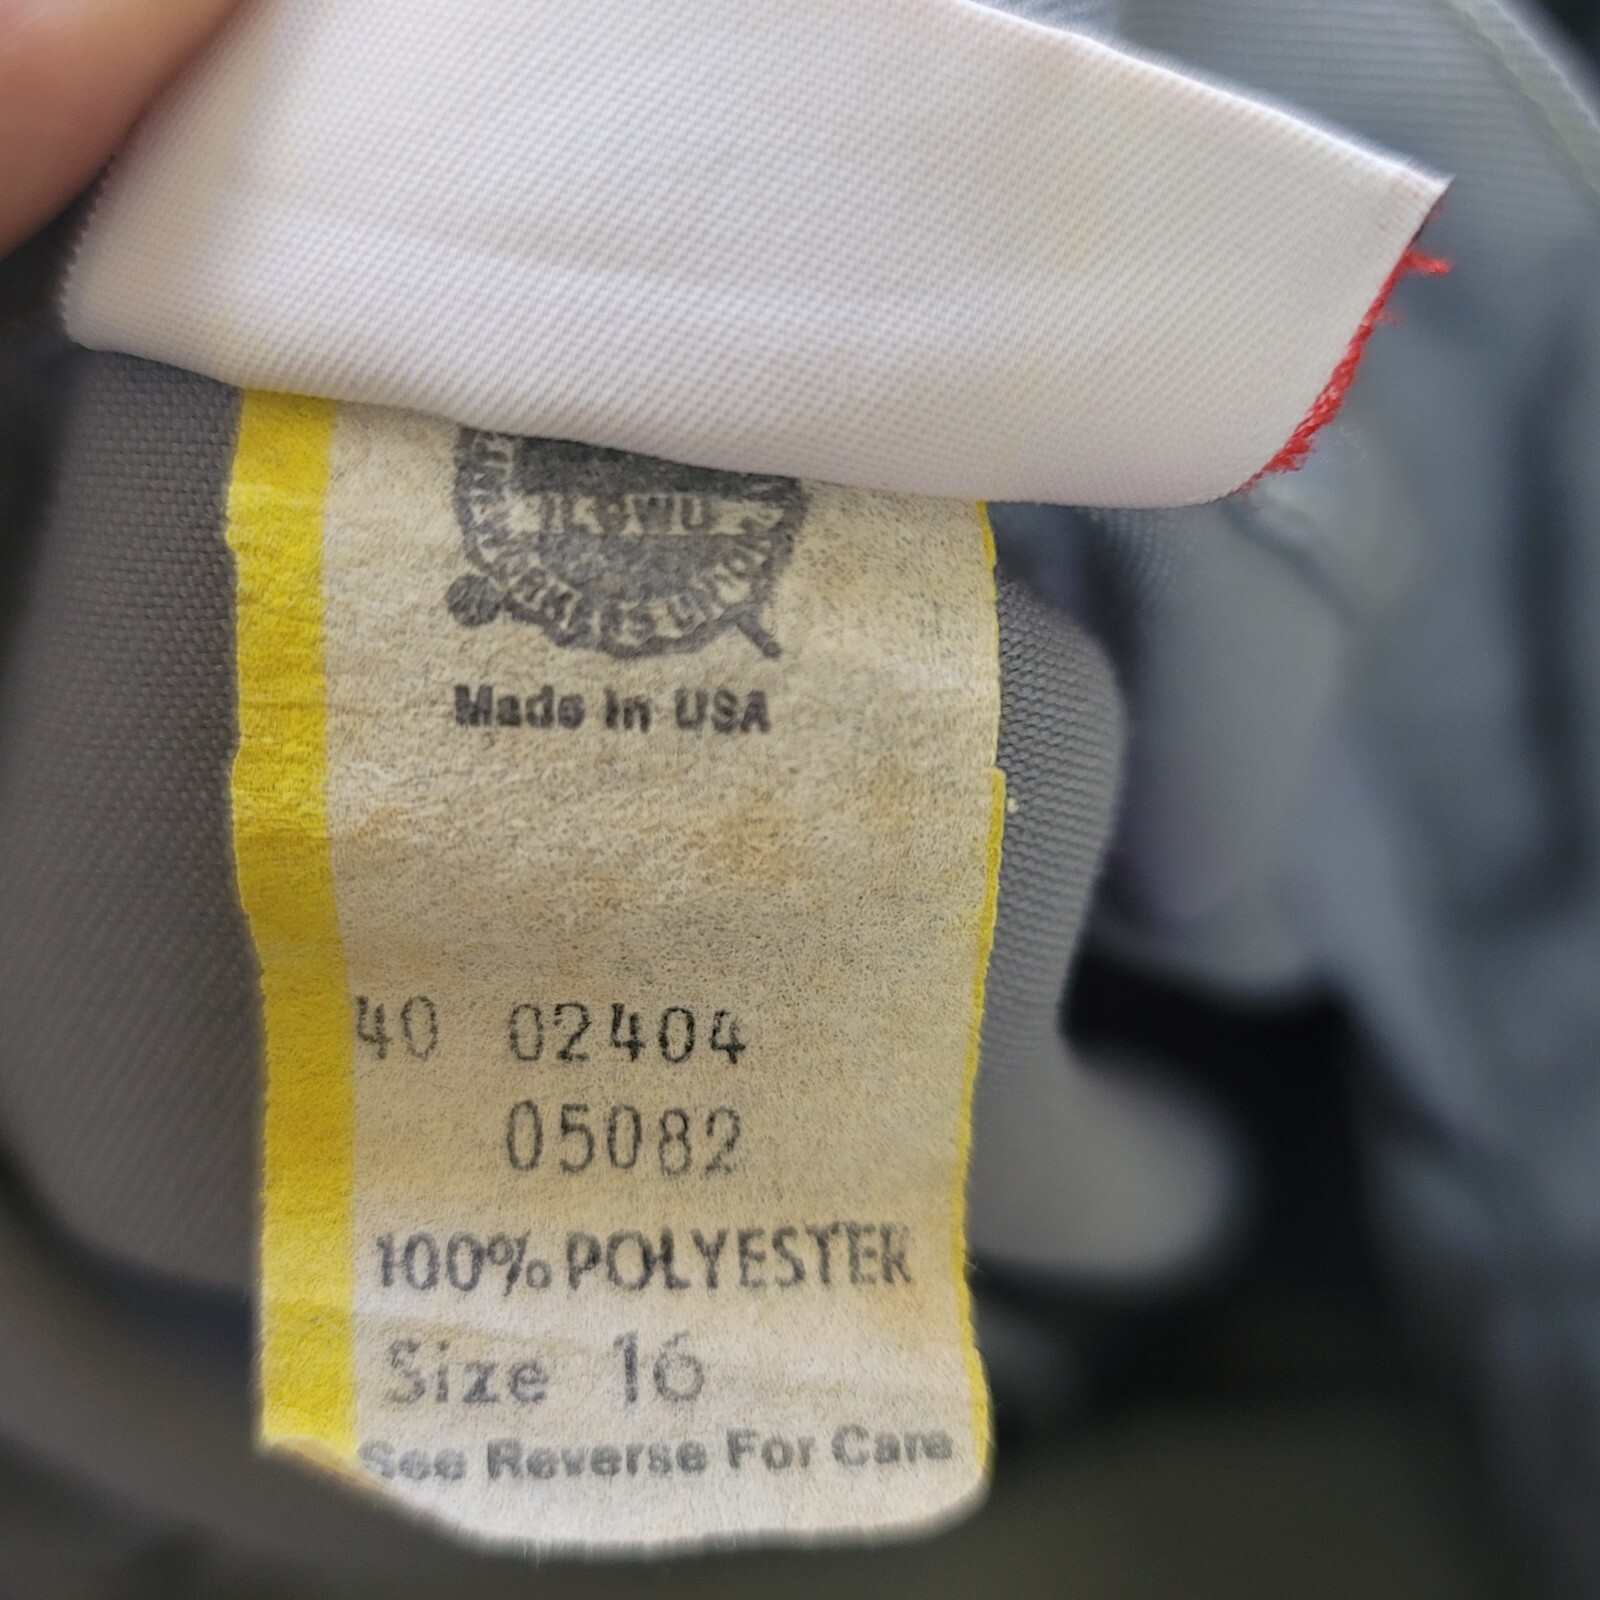 Made In USA
40 02404
05082
100% POLYESTER
Size 16
See Reverse For Care